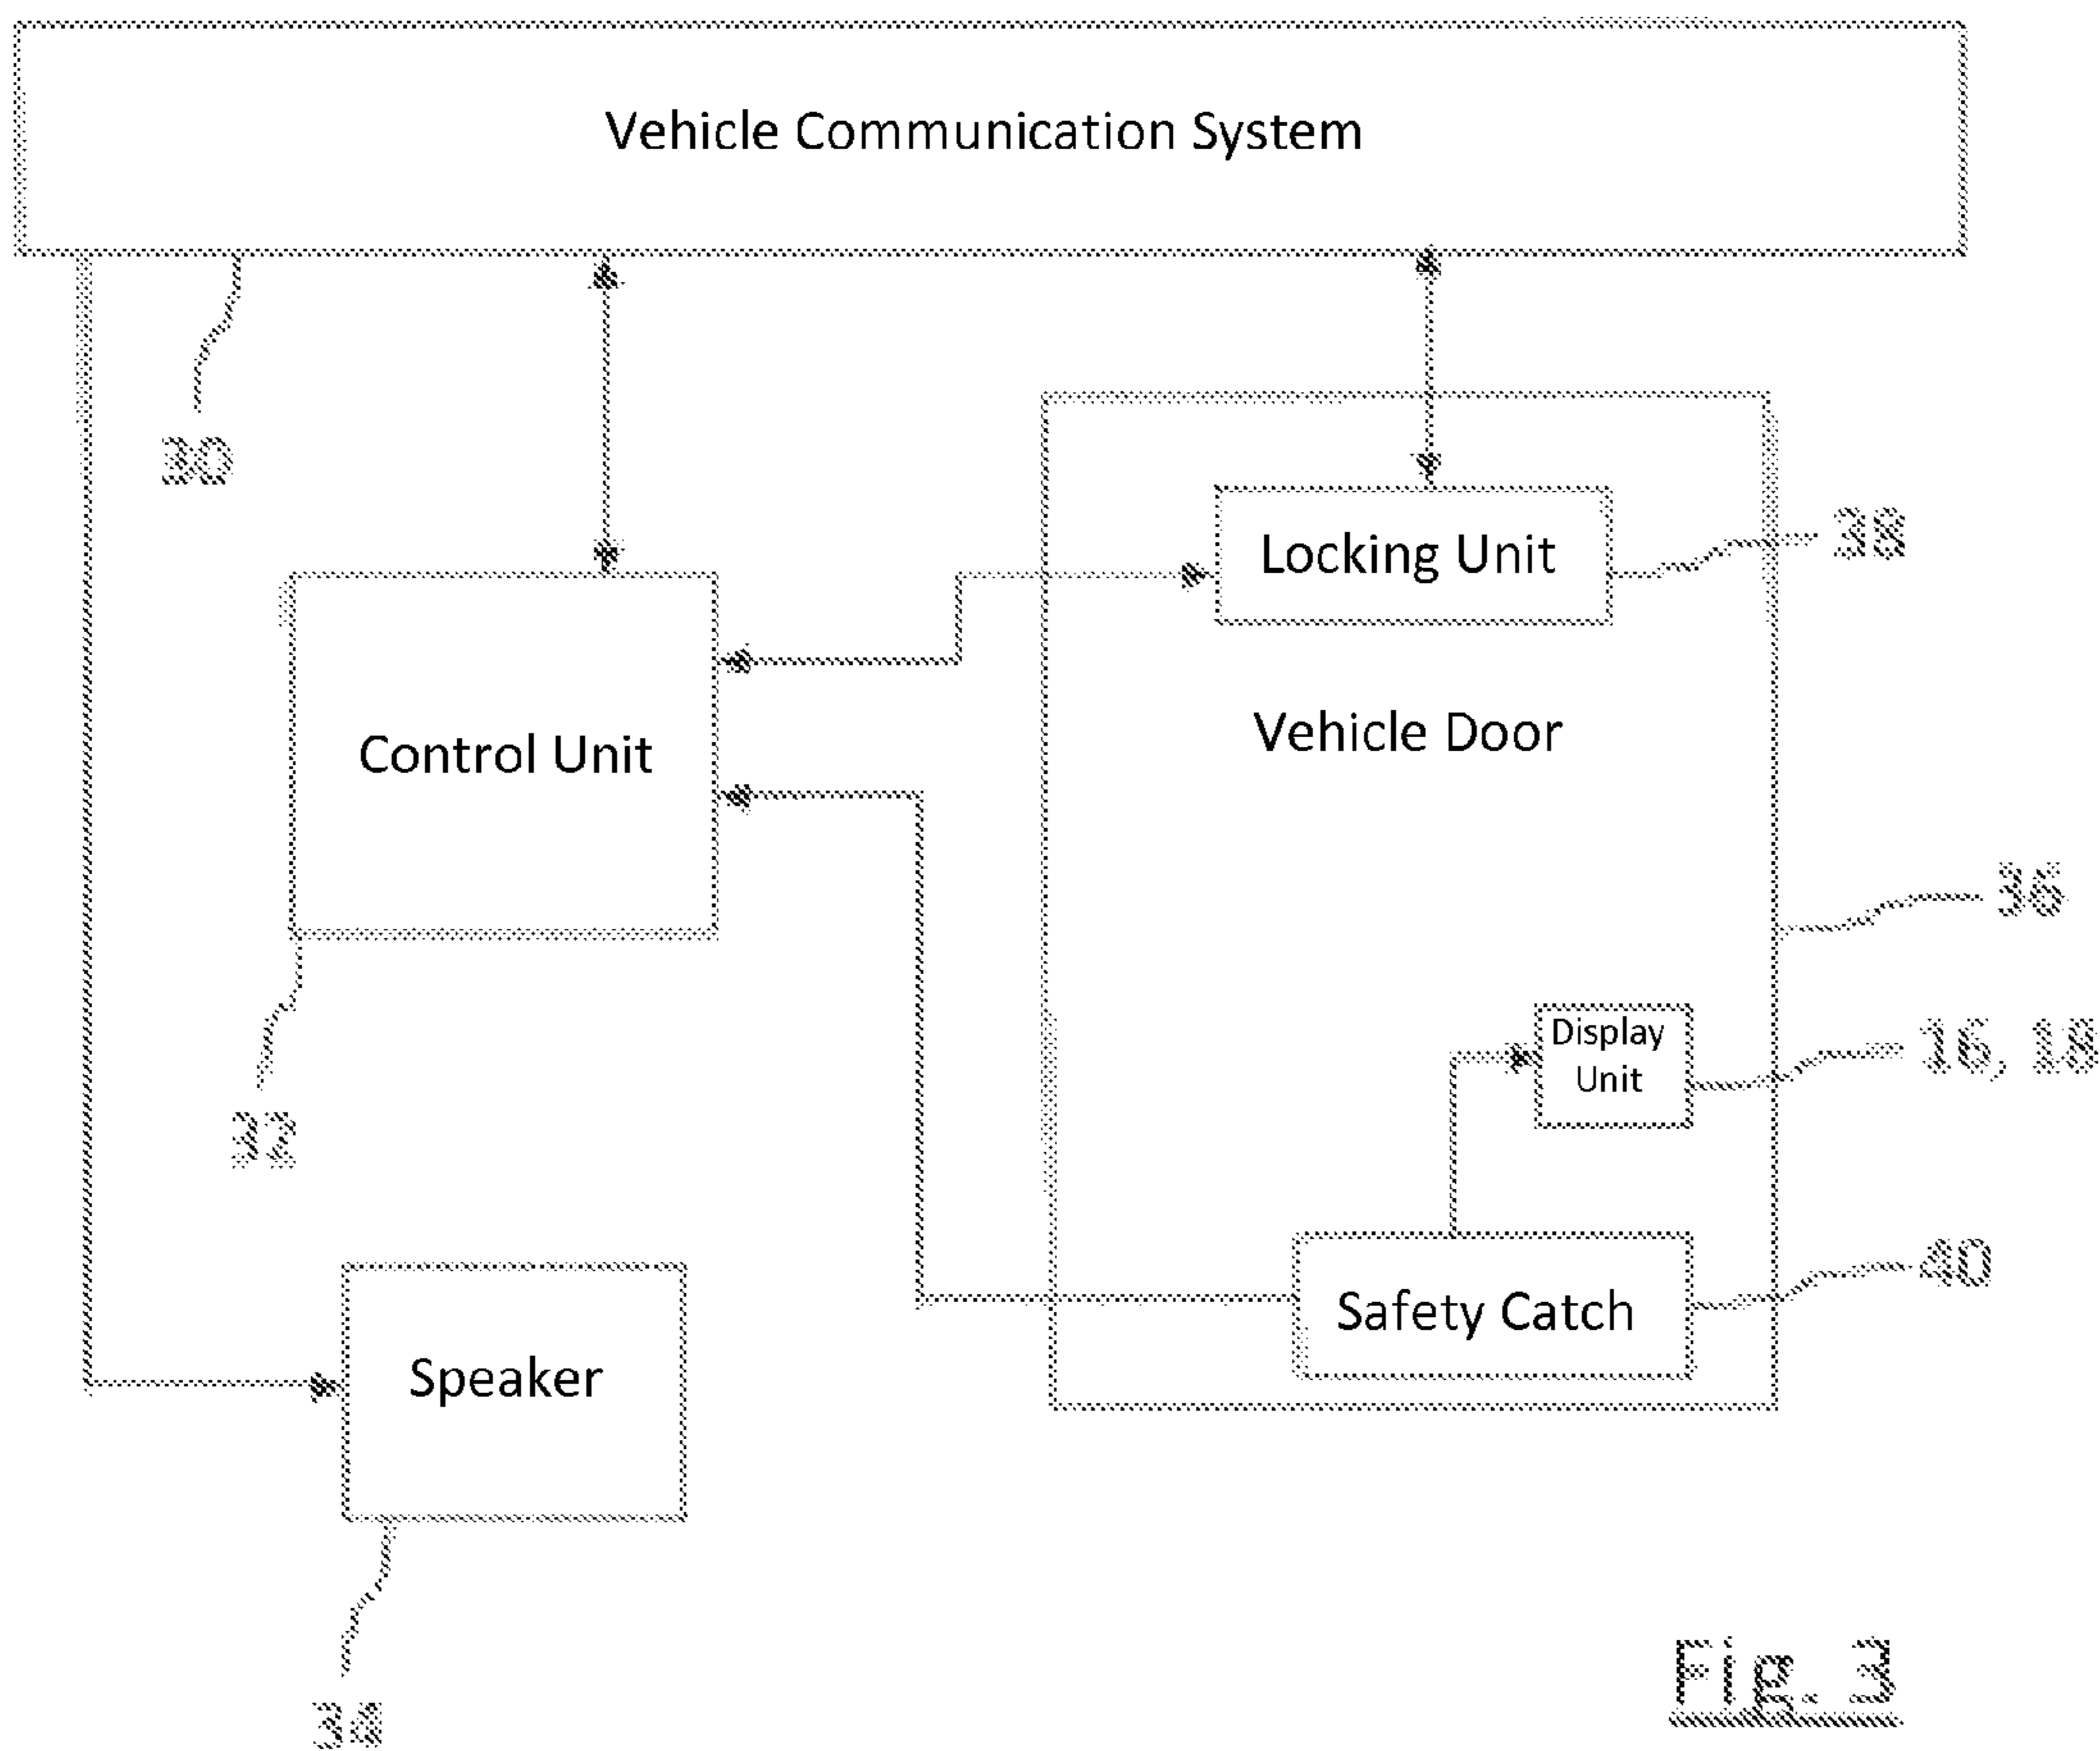 Vehicle Communication System
30
Locking Unit
38
Vehicle Door
Control Unit
36
Display
Unit
16, 18
32
Safety Catch
40
Speaker
34
Fig. 3